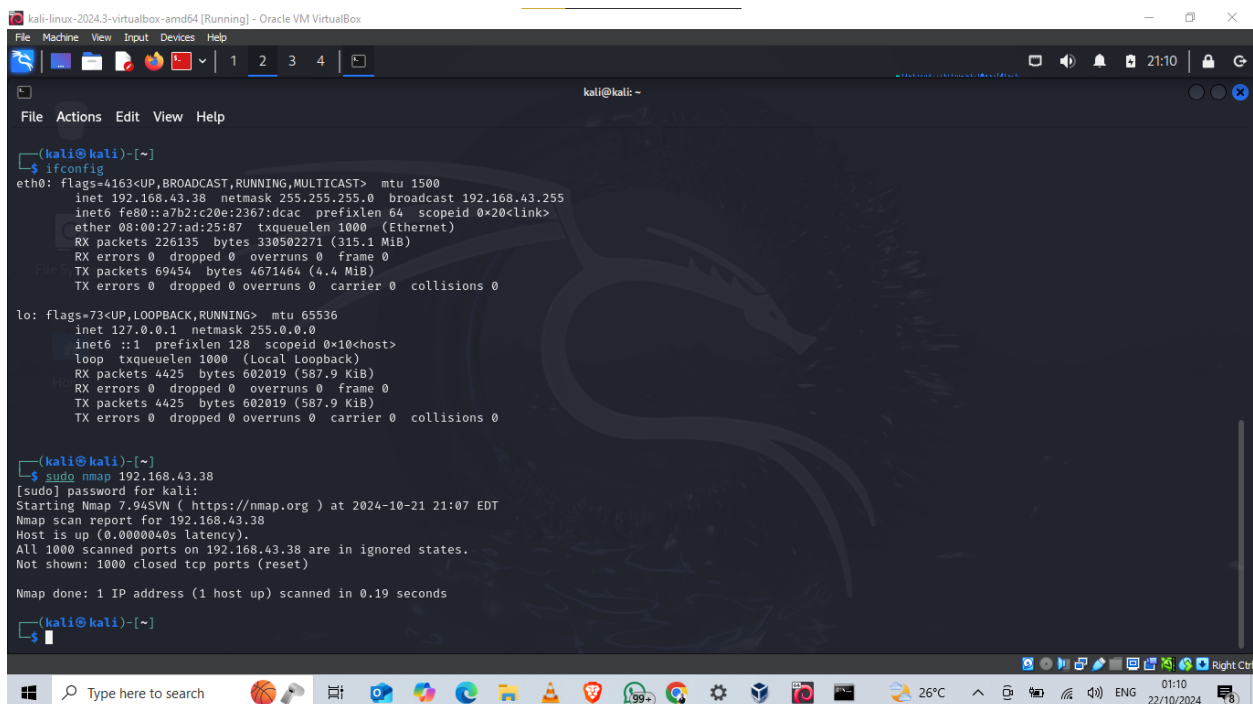 kali-linux-2024.3-virtualbox-amd64 [Running] - Oracle VM VirtualBox
File Machine View Input Devices Help
1 2 3 4 21:10
kali@kali: ~
File Actions Edit View Help
┌──(kali㉿kali)-[~]
└─$ ifconfig
eth0: flags=4163<UP,BROADCAST,RUNNING,MULTICAST>  mtu 1500
        inet 192.168.43.38  netmask 255.255.255.0  broadcast 192.168.43.255
        inet6 fe80::a7b2:c20e:2367:dcac  prefixlen 64  scopeid 0×20<link>
        ether 08:00:27:ad:25:87  txqueuelen 1000  (Ethernet)
        RX packets 226135  bytes 330502271 (315.1 MiB)
        RX errors 0  dropped 0  overruns 0  frame 0
        TX packets 69454  bytes 4671464 (4.4 MiB)
        TX errors 0  dropped 0 overruns 0  carrier 0  collisions 0
lo: flags=73<UP,LOOPBACK,RUNNING>  mtu 65536
        inet 127.0.0.1  netmask 255.0.0.0
        inet6 ::1  prefixlen 128  scopeid 0×10<host>
        loop  txqueuelen 1000  (Local Loopback)
        RX packets 4425  bytes 602019 (587.9 KiB)
        RX errors 0  dropped 0  overruns 0  frame 0
        TX packets 4425  bytes 602019 (587.9 KiB)
        TX errors 0  dropped 0 overruns 0  carrier 0  collisions 0
┌──(kali㉿kali)-[~]
└─$ sudo nmap 192.168.43.38
[sudo] password for kali:
Starting Nmap 7.94SVN ( https://nmap.org ) at 2024-10-21 21:07 EDT
Nmap scan report for 192.168.43.38
Host is up (0.0000040s latency).
All 1000 scanned ports on 192.168.43.38 are in ignored states.
Not shown: 1000 closed tcp ports (reset)
Nmap done: 1 IP address (1 host up) scanned in 0.19 seconds
┌──(kali㉿kali)-[~]
└─$
Right Ctrl
Type here to search 99+ 26°C ENG 01:10
22/10/2024 8